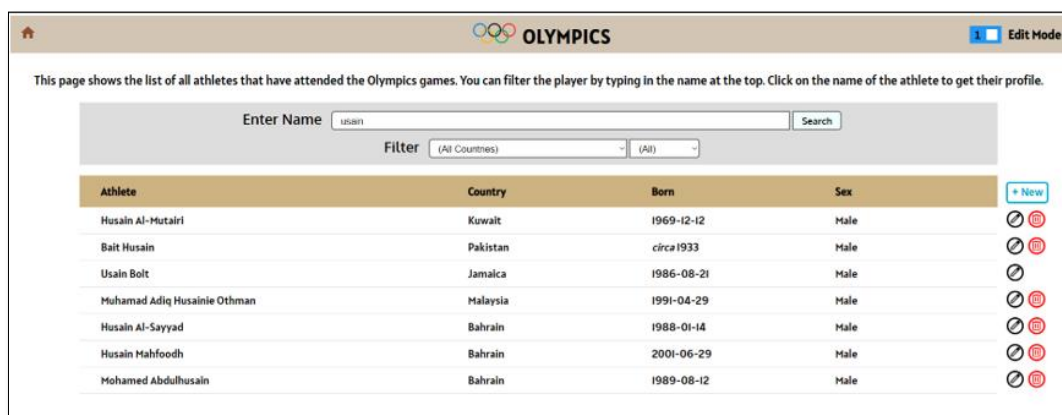 OLYMPICS
1 Edit Mode
This page shows the list of all athletes that have attended the Olympics games. You can filter the player by typing in the name at the top. Click on the name of the athlete to get their profile.
Enter Name usain Search
Filter (All Countries) (All)
Athlete Country Born Sex + New
Husain Al-Mutairi Kuwait 1969-12-12 Male
Bait Husain Pakistan circa 1933 Male
Usain Bolt Jamaica 1986-08-21 Male
Muhamad Adiq Husainie Othman Malaysia 1991-04-29 Male
Husain Al-Sayyad Bahrain 1988-01-14 Male
Husain Mahfoodh Bahrain 2001-06-29 Male
Mohamed Abdulhusain Bahrain 1989-08-12 Male